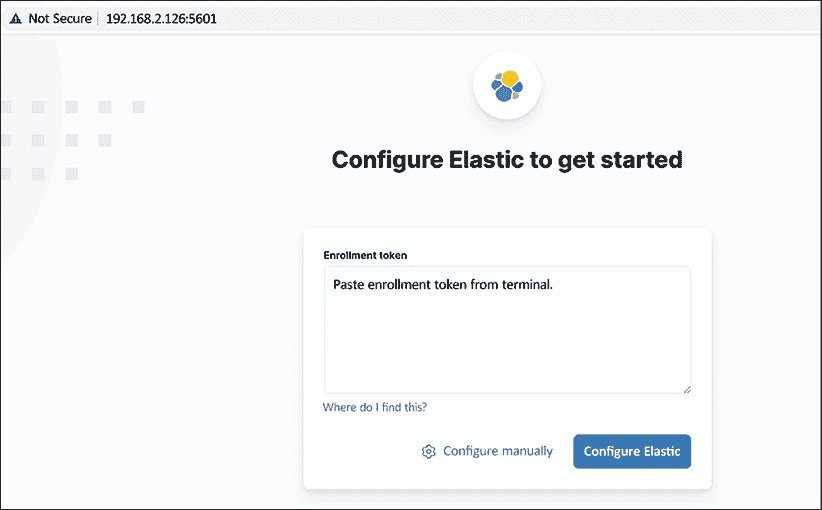 Not Secure 192.168.2.126:5601
Configure Elastic to get started
Enrollment token
Paste enrollment token from terminal.
Where do I find this?
Configure manually Configure Elastic